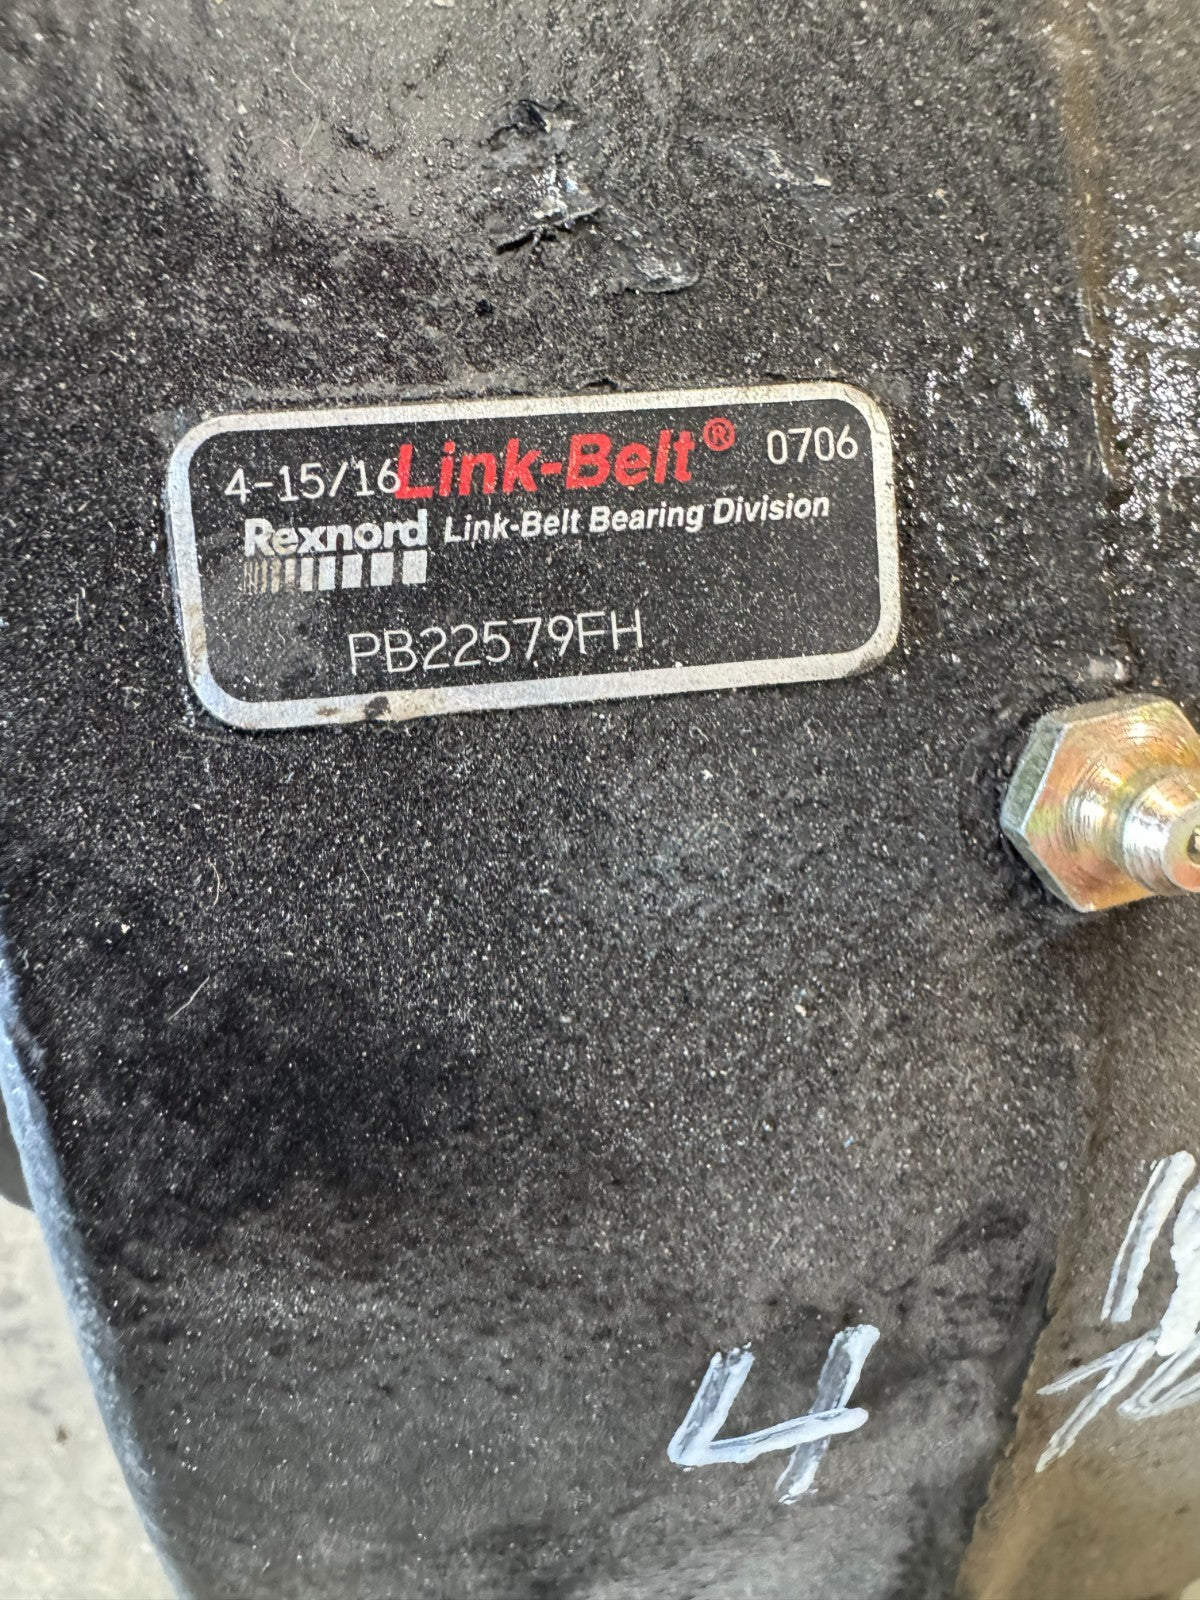 4-15/16 Link-Belt® 0706
Rexnord Link-Belt Bearing Division
PB22579FH
4